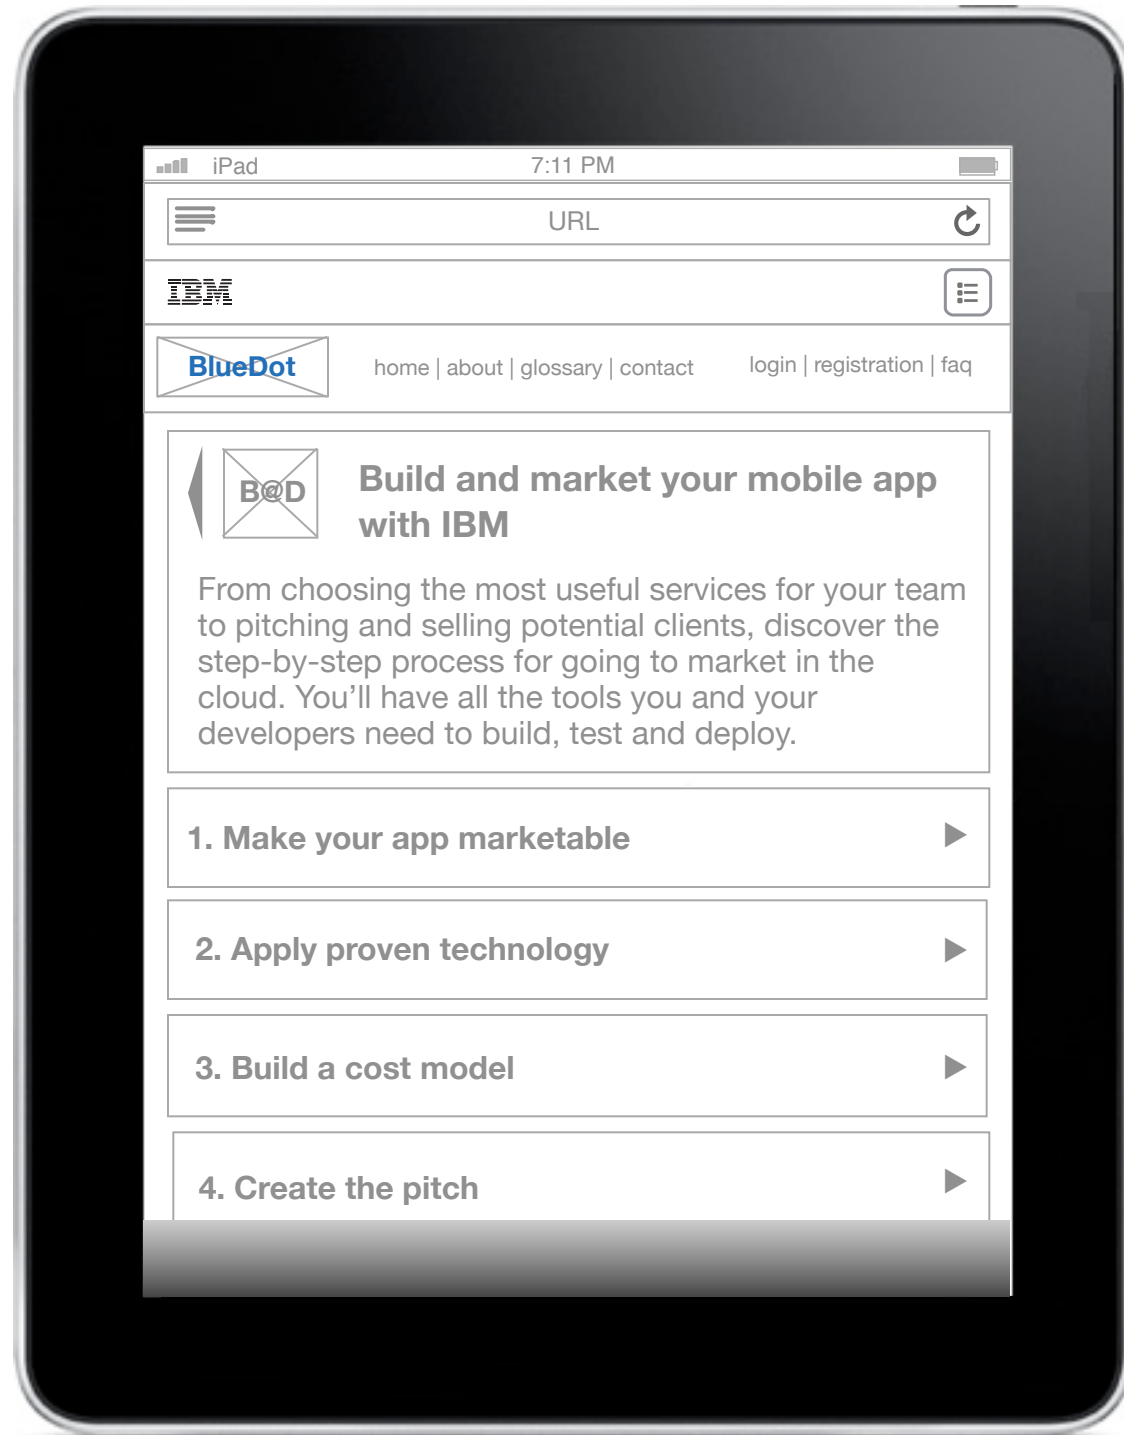 iPad 7:11 PM
URL
IBM
BlueDot home | about | glossary | contact login | registration | faq
B@D
Build and market your mobile app
with IBM
From choosing the most useful services for your team
to pitching and selling potential clients, discover the
step-by-step process for going to market in the
cloud. You’ll have all the tools you and your
developers need to build, test and deploy.
1. Make your app marketable
2. Apply proven technology
3. Build a cost model
4. Create the pitch